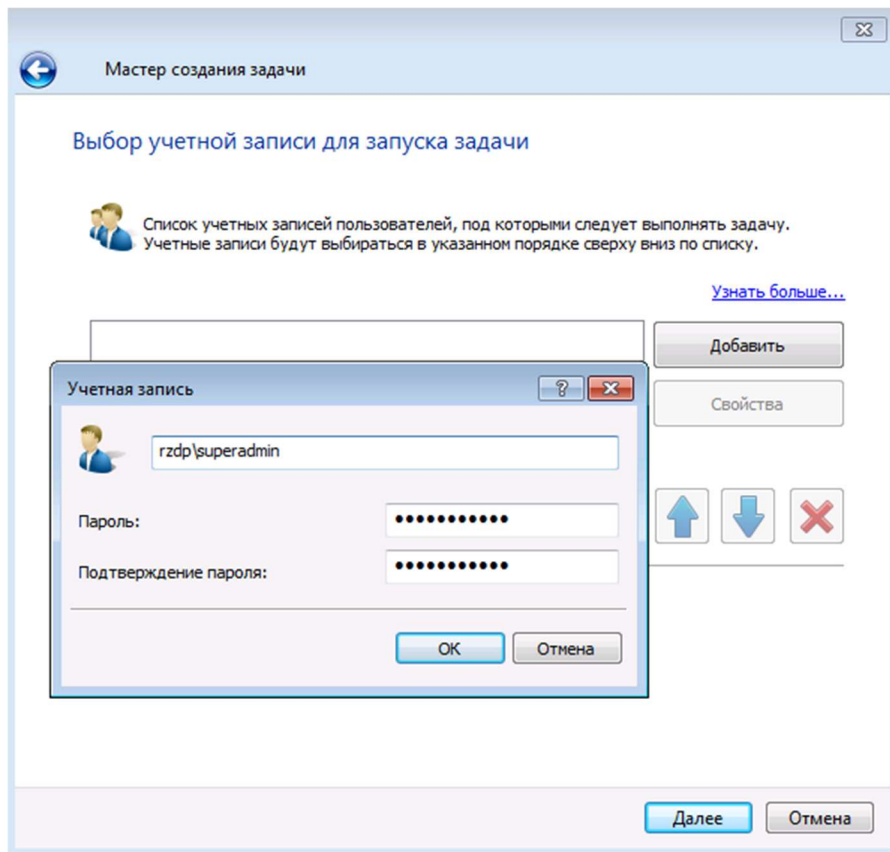 Мастер создания задачи
Выбор учетной записи для запуска задачи
Список учетных записей пользователей, под которыми следует выполнять задачу.
Учетные записи будут выбираться в указанном порядке сверху вниз по списку.
Узнать больше...
Добавить
Учетная запись
Свойства
rzdp\superadmin
Пароль:
•••••••••••
Подтверждение пароля:
•••••••••••
ОК
Отмена
Далее
Отмена